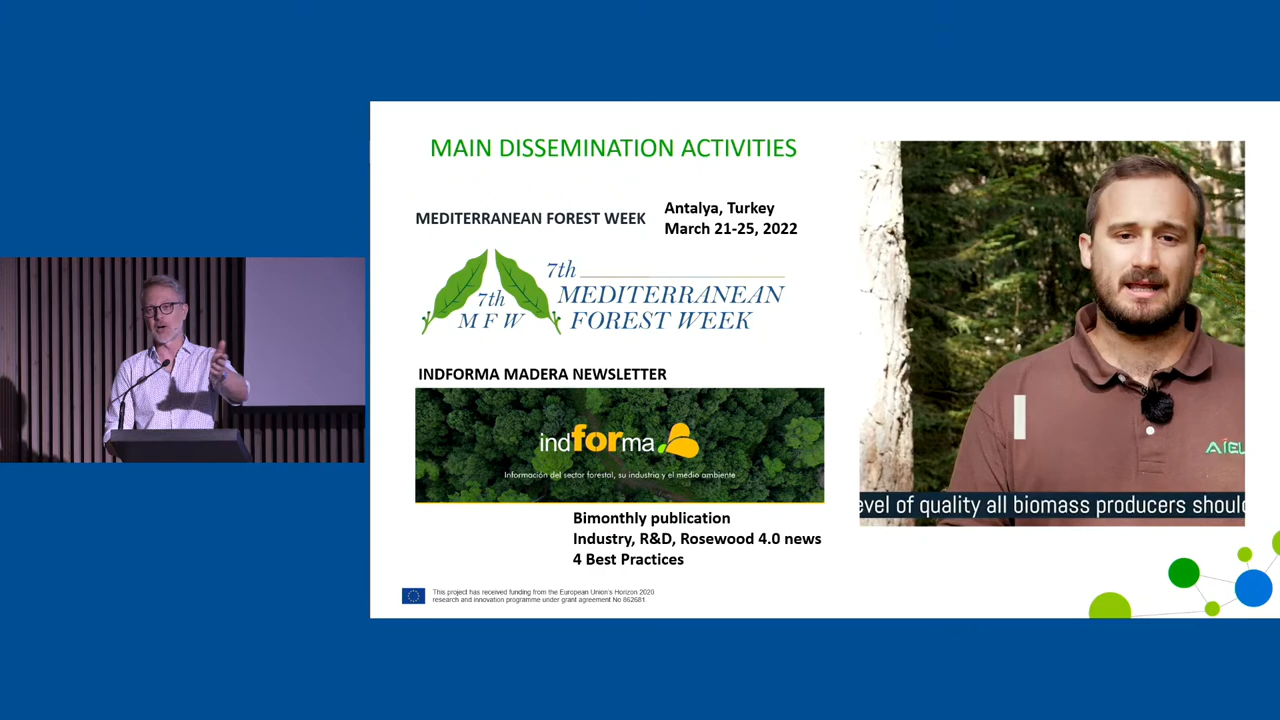 MAIN DISSEMINATION ACTIVITIES
MEDITERRANEAN FOREST WEEK
Antalya, Turkey
March 21-25, 2022
7th
M F W
7th
MEDITERRANEAN
FOREST WEEK
INDFORMA MADERA NEWSLETTER
indforma
Información del sector forestal, su industria y el medio ambiente
Bimonthly publication
Industry, R&D, Rosewood 4.0 news
4 Best Practices
This project has received funding from the European Union's Horizon 2020
research and innovation programme under grant agreement No 862681.
AIEL
evel of quality all biomass producers should